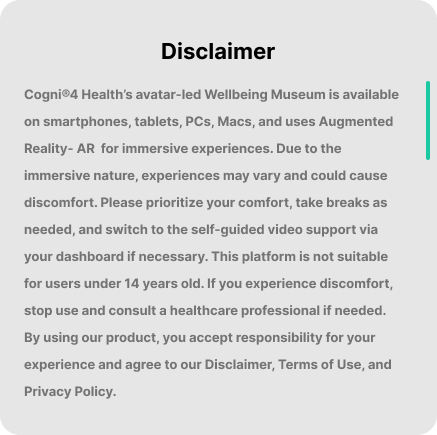 Disclaimer
Cogni®4 Health’s avatar-led Wellbeing Museum is available
on smartphones, tablets, PCs, Macs, and uses Augmented
Reality- AR  for immersive experiences. Due to the
immersive nature, experiences may vary and could cause
discomfort. Please prioritize your comfort, take breaks as
needed, and switch to the self-guided video support via
your dashboard if necessary. This platform is not suitable
for users under 14 years old. If you experience discomfort,
stop use and consult a healthcare professional if needed.
By using our product, you accept responsibility for your
experience and agree to our Disclaimer, Terms of Use, and
Privacy Policy.